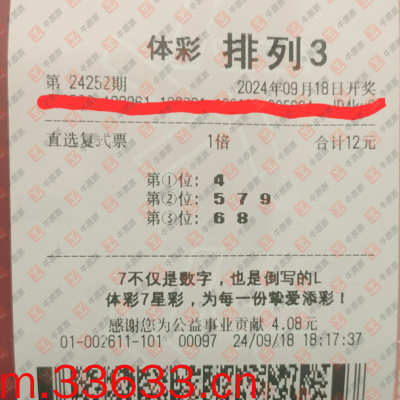 体彩 排列3
第 24252期 2024年09月18日开奖
直选复式票 1倍 合计12元
第①位: 4
第②位: 5 7 9
第③位: 6 8
7不仅是数字，也是倒写的L
体彩7星彩，为每一份挚爱添彩！
感谢您为公益事业贡献 4.08元
01-002611-101 00097 24/09/18 18:17:37
m.33633.cn